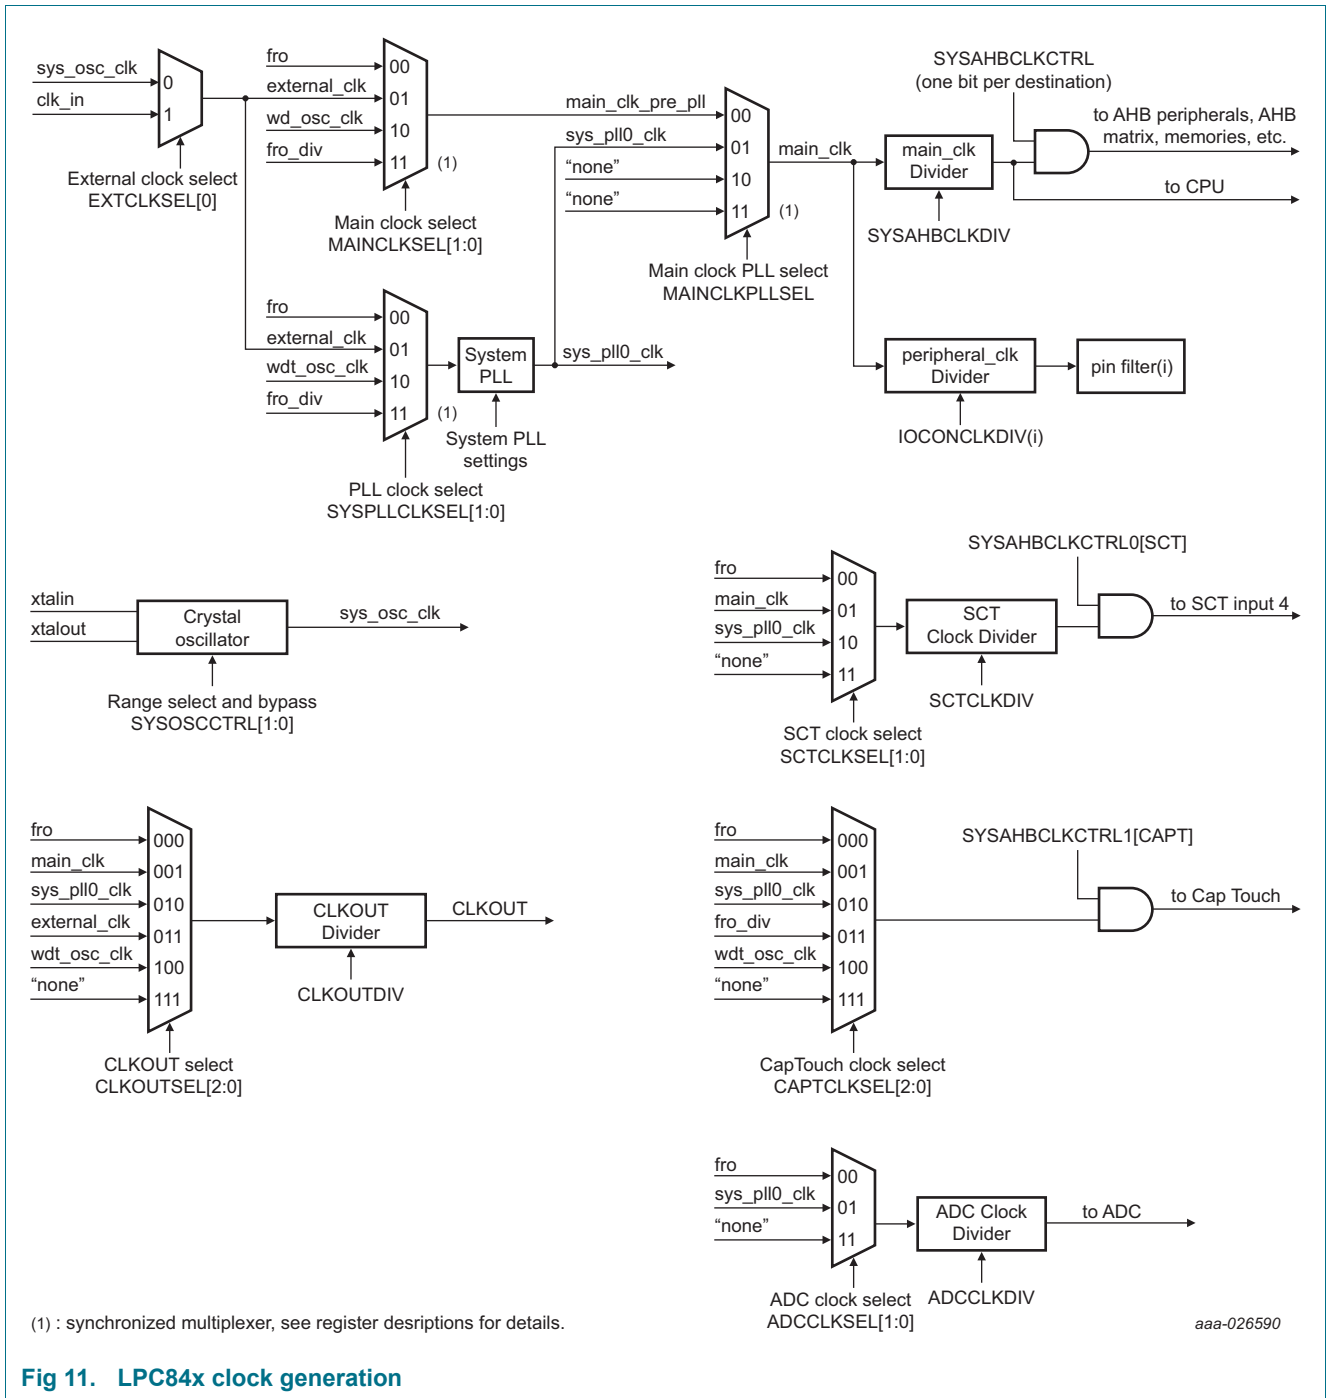 sys_osc_clk
clk_in
0
1
External clock select
EXTCLKSEL[0]
fro
external_clk
wd_osc_clk
fro_div
00
01
10
11
(1)
Main clock select
MAINCLKSEL[1:0]
main_clk_pre_pll
sys_pll0_clk
“none”
“none”
00
01
10
11
(1)
Main clock PLL select
MAINCLKPLLSEL
main_clk
main_clk
Divider
SYSAHBCLKDIV
SYSAHBCLKCTRL
(one bit per destination)
to AHB peripherals, AHB
matrix, memories, etc.
to CPU
fro
external_clk
wdt_osc_clk
fro_div
00
01
10
11
(1)
PLL clock select
SYSPLLCLKSEL[1:0]
System
PLL
System PLL
settings
sys_pll0_clk
peripheral_clk
Divider
IOCONCLKDIV(i)
pin filter(i)
xtalin
xtalout
Crystal
oscillator
sys_osc_clk
Range select and bypass
SYSOSCCTRL[1:0]
fro
main_clk
sys_pll0_clk
“none”
00
01
10
11
SCT clock select
SCTCLKSEL[1:0]
SCT
Clock Divider
SCTCLKDIV
SYSAHBCLKCTRL0[SCT]
to SCT input 4
fro
main_clk
sys_pll0_clk
external_clk
wdt_osc_clk
“none”
000
001
010
011
100
111
CLKOUT select
CLKOUTSEL[2:0]
CLKOUT
Divider
CLKOUTDIV
CLKOUT
fro
main_clk
sys_pll0_clk
fro_div
wdt_osc_clk
“none”
000
001
010
011
100
111
CapTouch clock select
CAPTCLKSEL[2:0]
SYSAHBCLKCTRL1[CAPT]
to Cap Touch
fro
sys_pll0_clk
“none”
00
01
11
ADC clock select
ADCCLKSEL[1:0]
ADC Clock
Divider
ADCCLKDIV
to ADC
(1) : synchronized multiplexer, see register desriptions for details.
aaa-026590
Fig 11. LPC84x clock generation